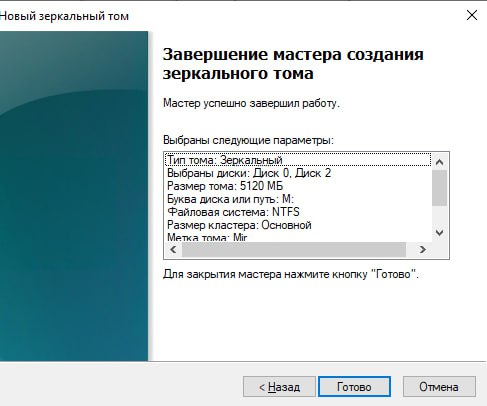 Новый зеркальный том
Завершение мастера создания
зеркального тома
Мастер успешно завершил работу.
Выбраны следующие параметры:
Тип тома: Зеркальный
Выбраны диски: Диск 0, Диск 2
Размер тома: 5120 МБ
Буква диска или путь: M:
Файловая система: NTFS
Размер кластера: Основной
Метка тома: Mir
Для закрытия мастера нажмите кнопку "Готово".
< Назад
Готово
Отмена